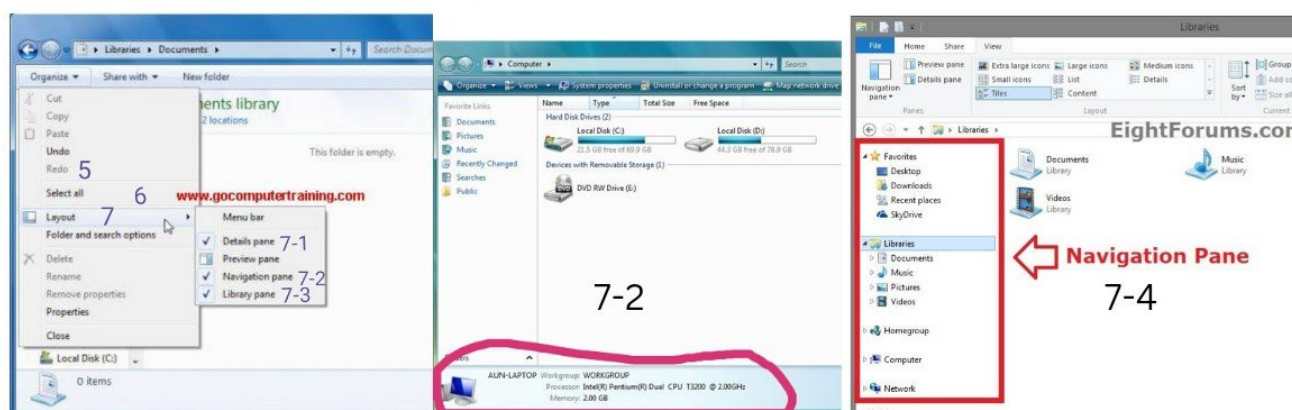 Libraries ▸ Documents ▸
Search Docum
Organize ▾ Share with ▾ New folder
Cut
Copy
Paste
Undo
Redo 5
Select all 6
Layout 7
Folder and search options
Delete
Rename
Remove properties
Properties
Close
ents library
2 locations
This folder is empty.
www.gocomputertraining.com
Menu bar
Details pane 7-1
Preview pane
Navigation pane 7-2
Library pane 7-3
Local Disk (C:)
0 items
Computer ▸
Search
Organize ▾ Views ▾ System properties Uninstall or change a program Map network drive
Favorite Links
Documents
Pictures
Music
Recently Changed
Searches
Public
Name Type Total Size Free Space
Hard Disk Drives (2)
Local Disk (C:)
21.5 GB free of 69.9 GB
Local Disk (D:)
44.3 GB free of 78.9 GB
Devices with Removable Storage (1)
DVD RW Drive (E:)
7-2
AUN-LAPTOP Workgroup: WORKGROUP
Processor: Intel(R) Pentium(R) Dual CPU T3200 @ 2.00GHz
Memory: 2.00 GB
Libraries
File Home Share View
Navigation pane ▾
Preview pane
Details pane
Panes
Extra large icons Large icons Medium icons
Small icons List Details
Tiles Content
Layout
Sort by ▾
Group
Add co
Size all
Current
Libraries ▸
EightForums.com
Favorites
Desktop
Downloads
Recent places
SkyDrive
Libraries
Documents
Music
Pictures
Videos
Homegroup
Computer
Network
Documents
Library
Music
Library
Videos
Library
Navigation Pane
7-4